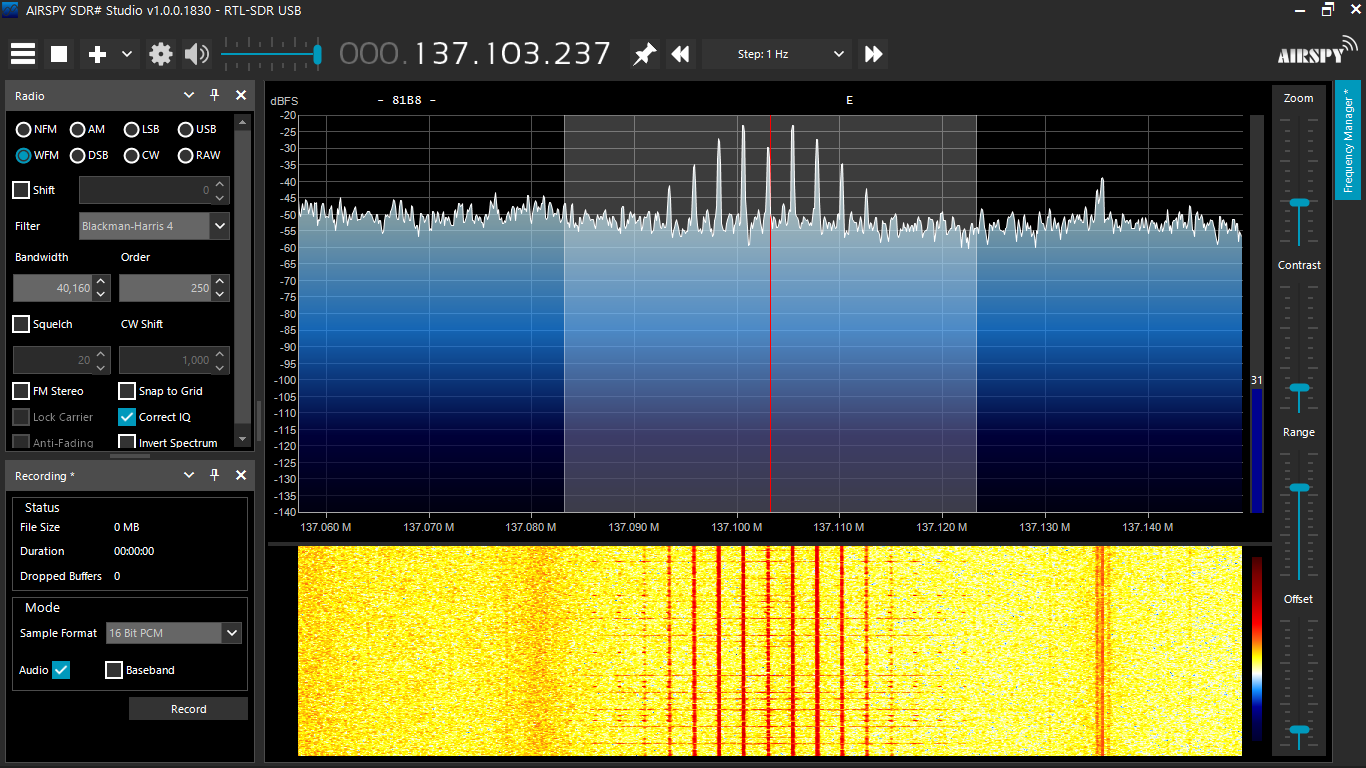 AIRSPY SDR# Studio v1.0.0.1830 - RTL-SDR USB
000.137.103.237
Step: 1 Hz
AIRSPY
Radio
NFM AM LSB USB
WFM DSB CW RAW
Shift 0
Filter Blackman-Harris 4
Bandwidth Order
40,160 250
Squelch CW Shift
20 1,000
FM Stereo Snap to Grid
Lock Carrier Correct IQ
Anti-Fading Invert Spectrum
Recording *
Status
File Size 0 MB
Duration 00:00:00
Dropped Buffers 0
Mode
Sample Format 16 Bit PCM
Audio Baseband
Record
dBFS - 81B8 - E
-20
-25
-30
-35
-40
-45
-50
-55
-60
-65
-70
-75
-80
-85
-90
-95
-100
-105
-110
-115
-120
-125
-130
-135
-140
137.060 M 137.070 M 137.080 M 137.090 M 137.100 M 137.110 M 137.120 M 137.130 M 137.140 M
31
Zoom
Contrast
Range
Offset
Frequency Manager *